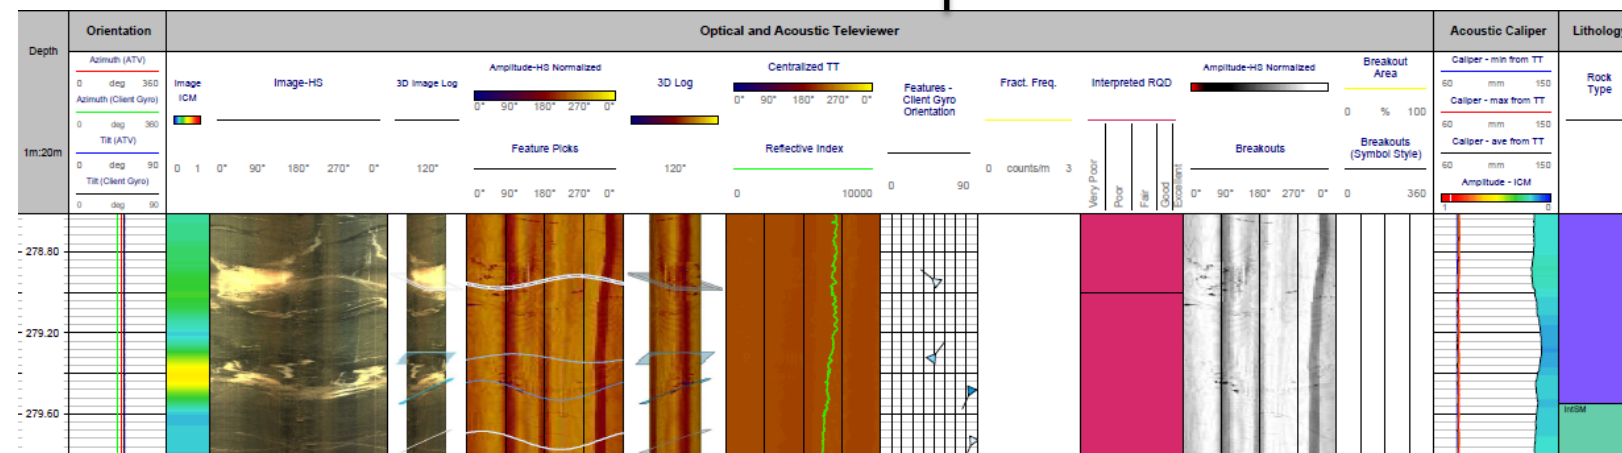 Orientation
Optical and Acoustic Televiewer
Acoustic Caliper
Lithology
Depth
1m:20m
Azimuth (ATV)
0 deg 360
Azimuth (Client Gyro)
0 deg 360
Tilt (ATV)
0 deg 90
Tilt (Client Gyro)
0 deg 90
Image
ICM
0 1
Image-HS
0° 90° 180° 270° 0°
3D Image Log
120°
Amplitude-HS Normalized
0° 90° 180° 270° 0°
Feature Picks
0° 90° 180° 270° 0°
3D Log
120°
Centralized TT
0° 90° 180° 270° 0°
Reflective Index
0 10000
Features -
Client Gyro
Orientation
0 90
Fract. Freq.
0 counts/m 3
Interpreted RQD
Very Poor
Poor
Fair
Good
Excellent
Amplitude-HS Normalized
Breakouts
0° 90° 180° 270° 0°
Breakout
Area
0 % 100
Breakouts
(Symbol Style)
0 360
Caliper - min from TT
60 mm 150
Caliper - max from TT
60 mm 150
Caliper - ave from TT
60 mm 150
Amplitude - ICM
1 0
Rock
Type
278.80
279.20
279.60
IntSM